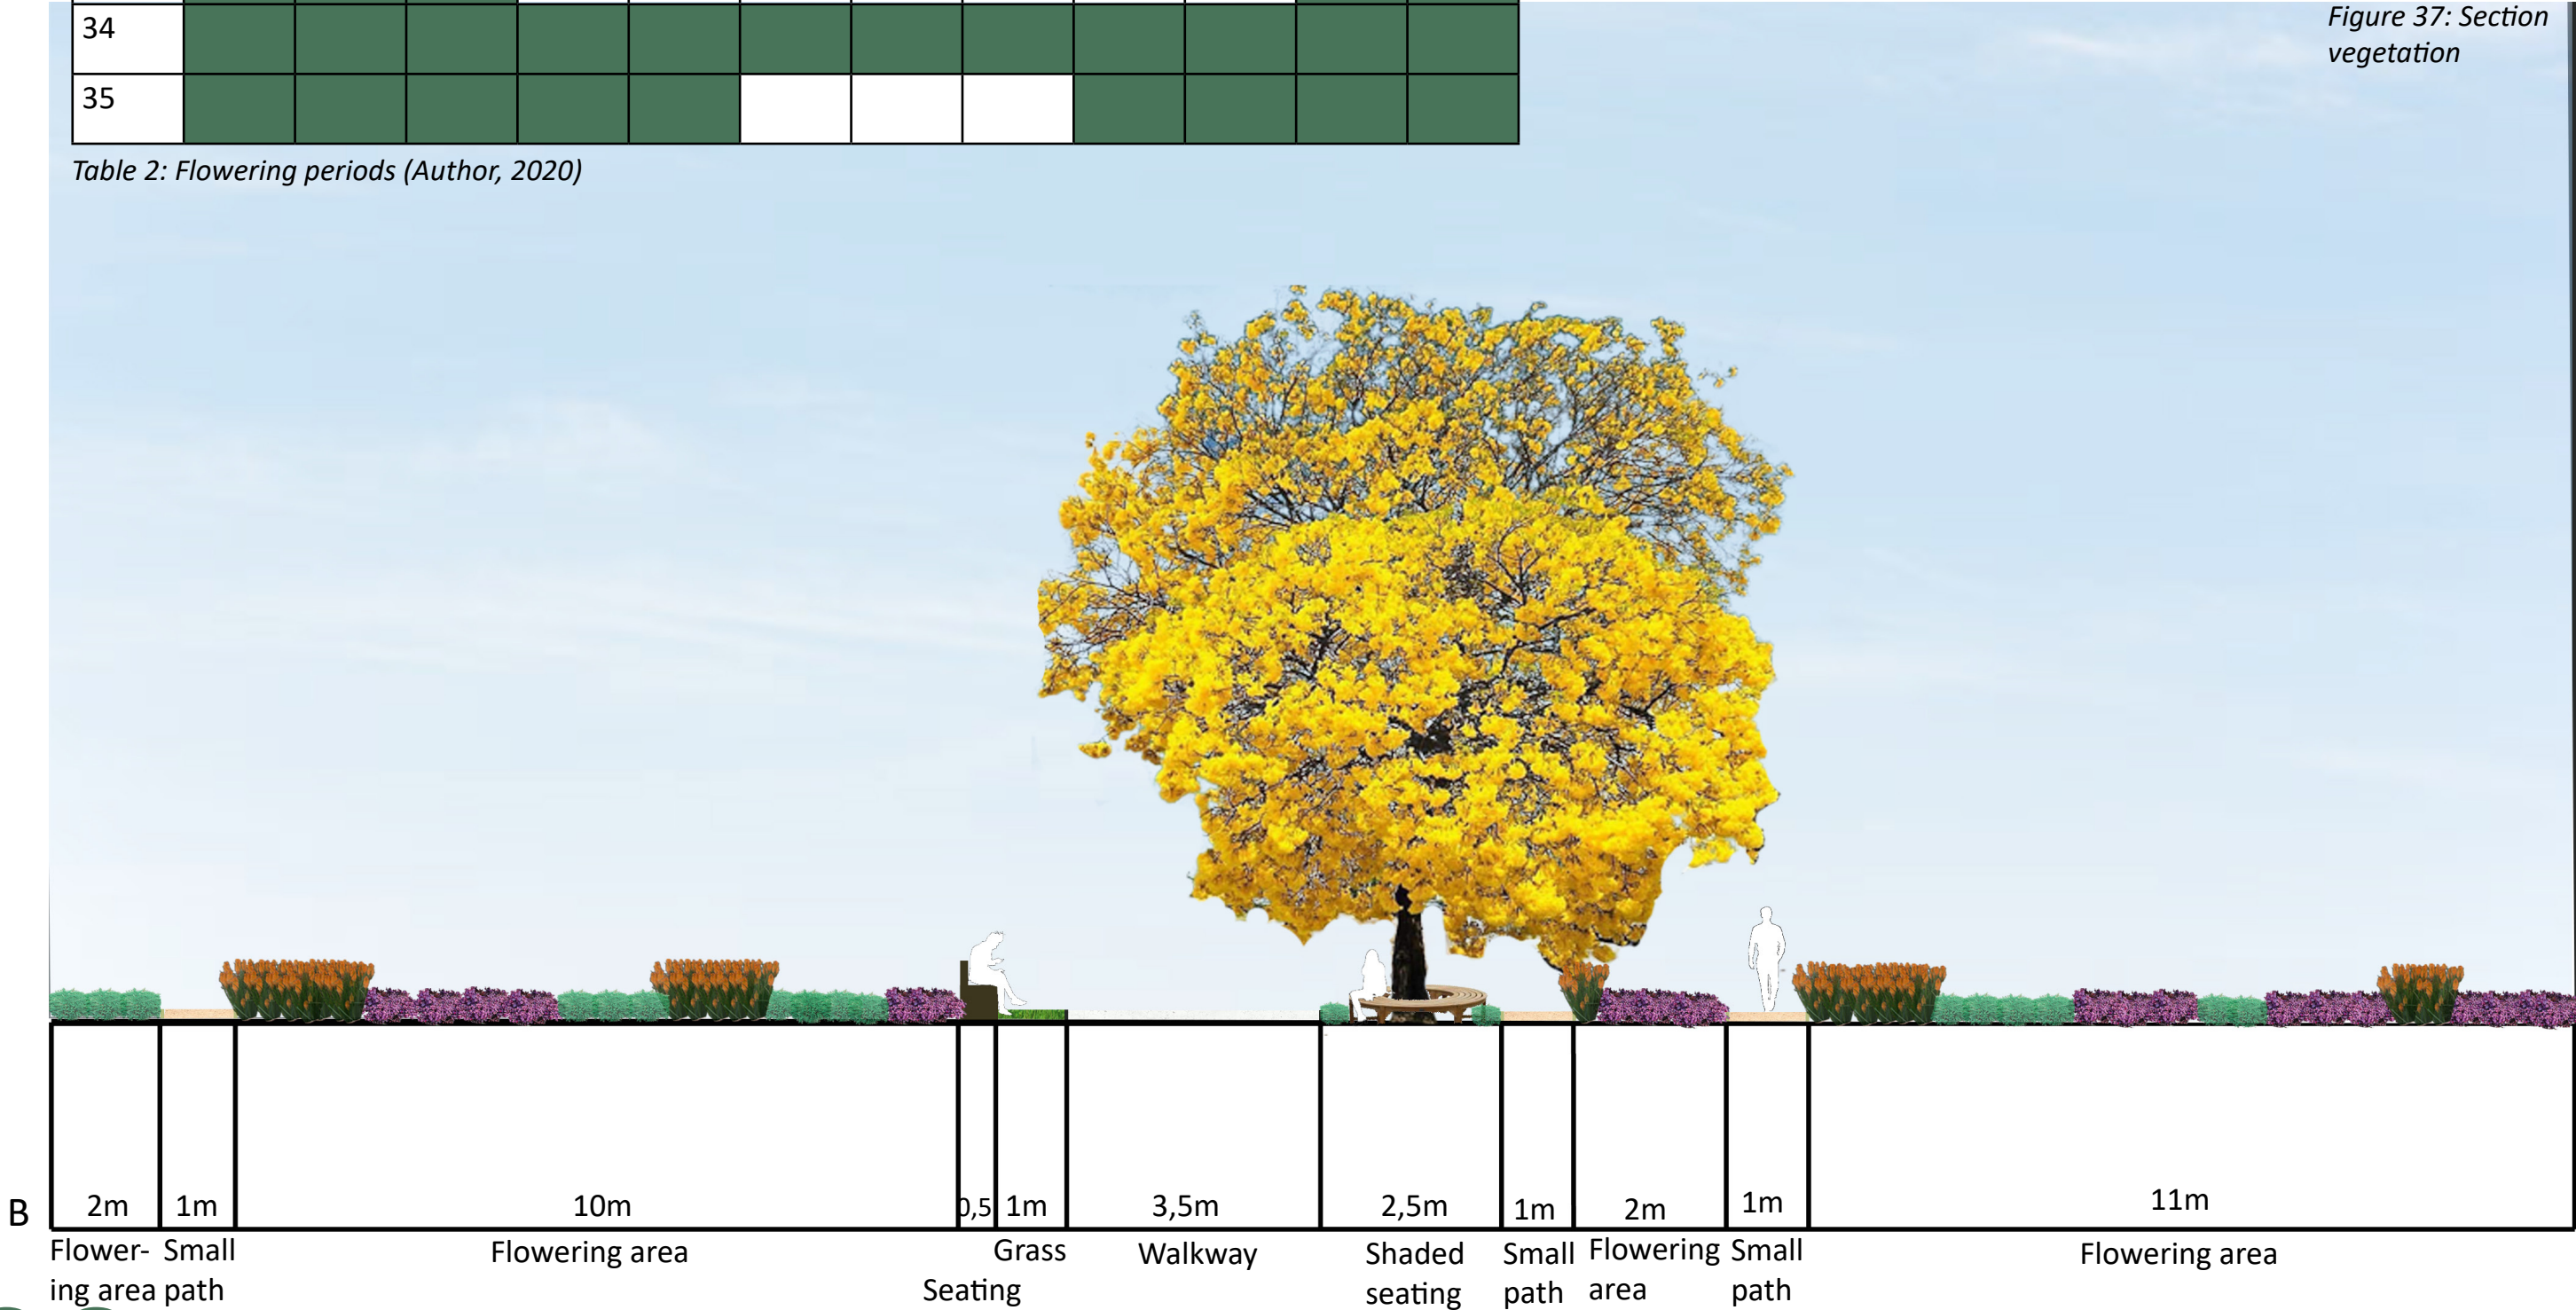 34
35
Table 2: Flowering periods (Author, 2020)
Figure 37: Section
vegetation
B
2m 1m 10m 0,5 1m 3,5m 2,5m 1m 2m 1m 11m
Flower-
ing area
Small
path
Flowering area
Seating
Grass
Walkway
Shaded
seating
Small
path
Flowering
area
Small
path
Flowering area